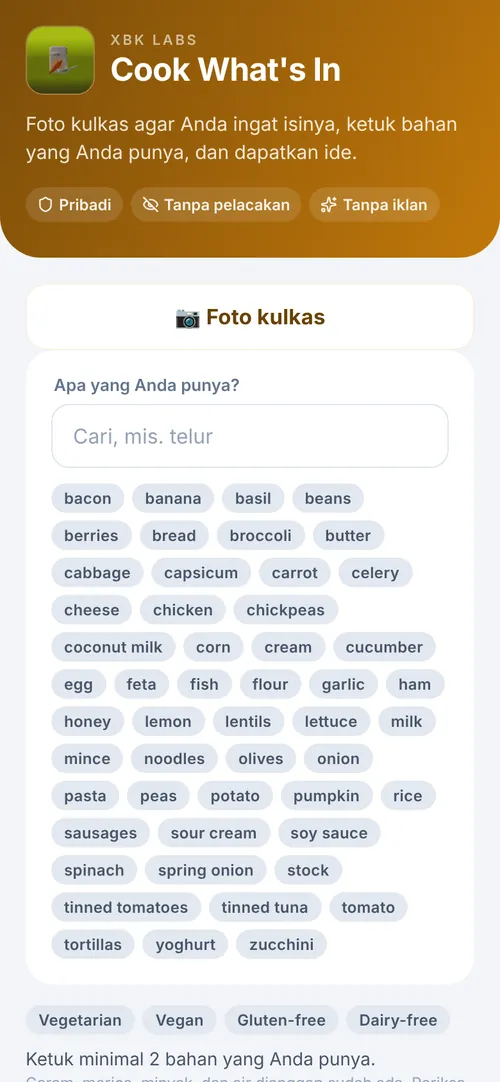 XBK LABS
Cook What's In
Foto kulkas agar Anda ingat isinya, ketuk bahan
yang Anda punya, dan dapatkan ide.
Pribadi Tanpa pelacakan Tanpa iklan
Foto kulkas
Apa yang Anda punya?
Cari, mis. telur
bacon banana basil beans
berries bread broccoli butter
cabbage capsicum carrot celery
cheese chicken chickpeas
coconut milk corn cream cucumber
egg feta fish flour garlic ham
honey lemon lentils lettuce milk
mince noodles olives onion
pasta peas potato pumpkin rice
sausages sour cream soy sauce
spinach spring onion stock
tinned tomatoes tinned tuna tomato
tortillas yoghurt zucchini
Vegetarian Vegan Gluten-free Dairy-free
Ketuk minimal 2 bahan yang Anda punya.